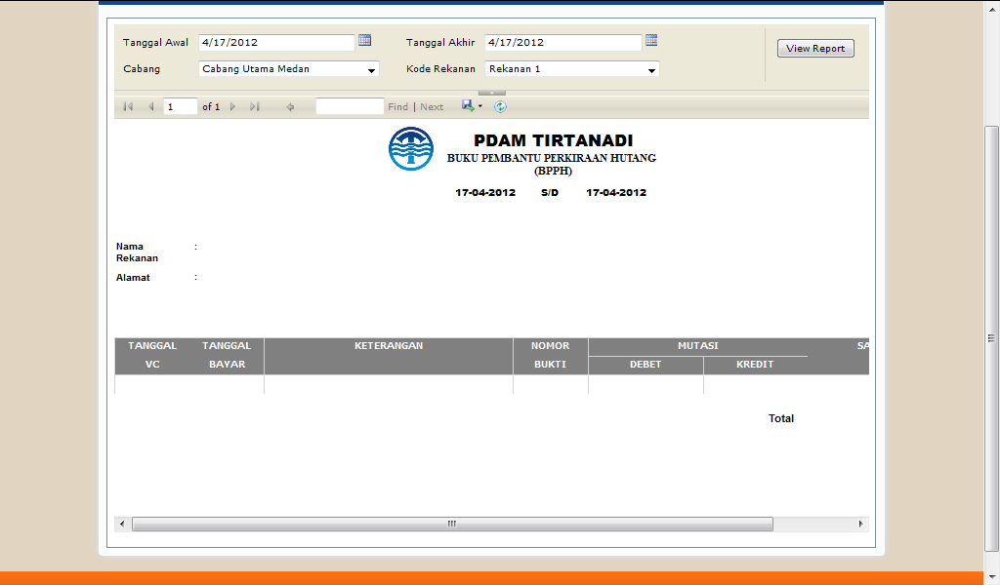 Tanggal Awal 4/17/2012 Tanggal Akhir 4/17/2012 View Report
Cabang Cabang Utama Medan Kode Rekanan Rekanan 1
1 of 1 Find | Next
PDAM TIRTANADI
BUKU PEMBANTU PERKIRAAN HUTANG
(BPPH)
17-04-2012 S/D 17-04-2012
Nama :
Rekanan
Alamat :
TANGGAL TANGGAL KETERANGAN NOMOR MUTASI SA
VC BAYAR BUKTI DEBET KREDIT
Total